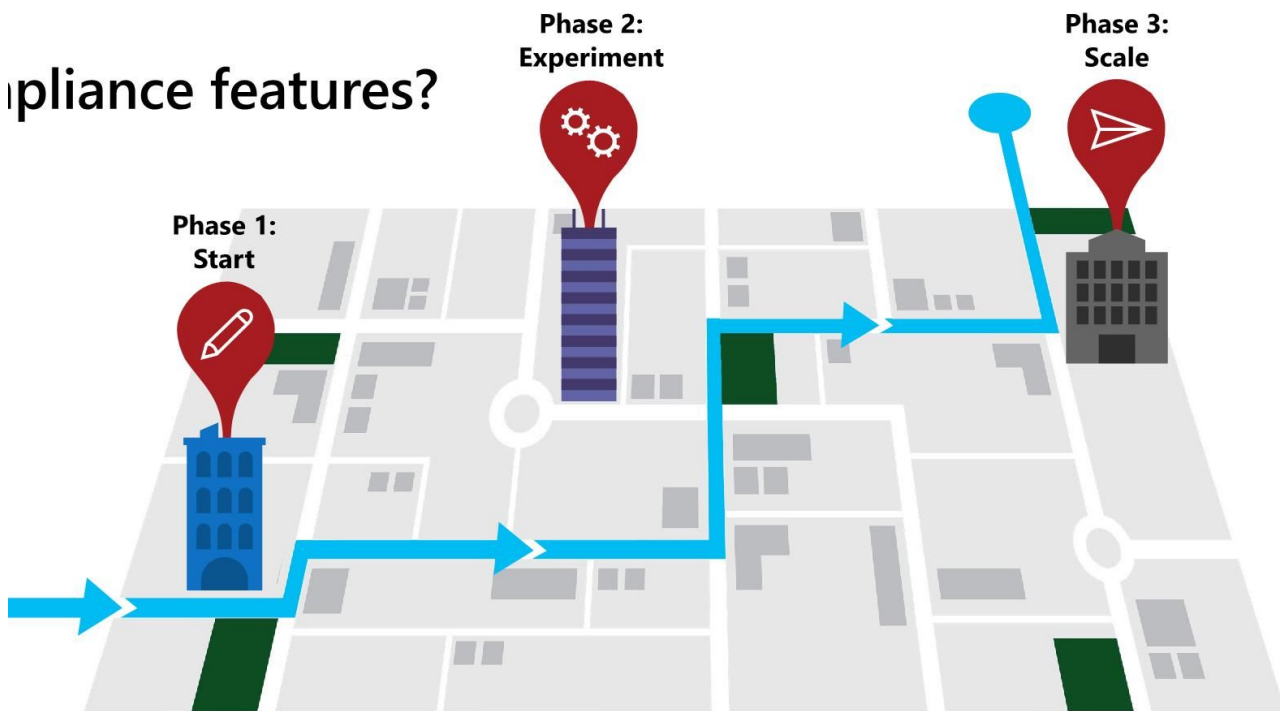 pliance features?
Phase 1:
Start
Phase 2:
Experiment
Phase 3:
Scale